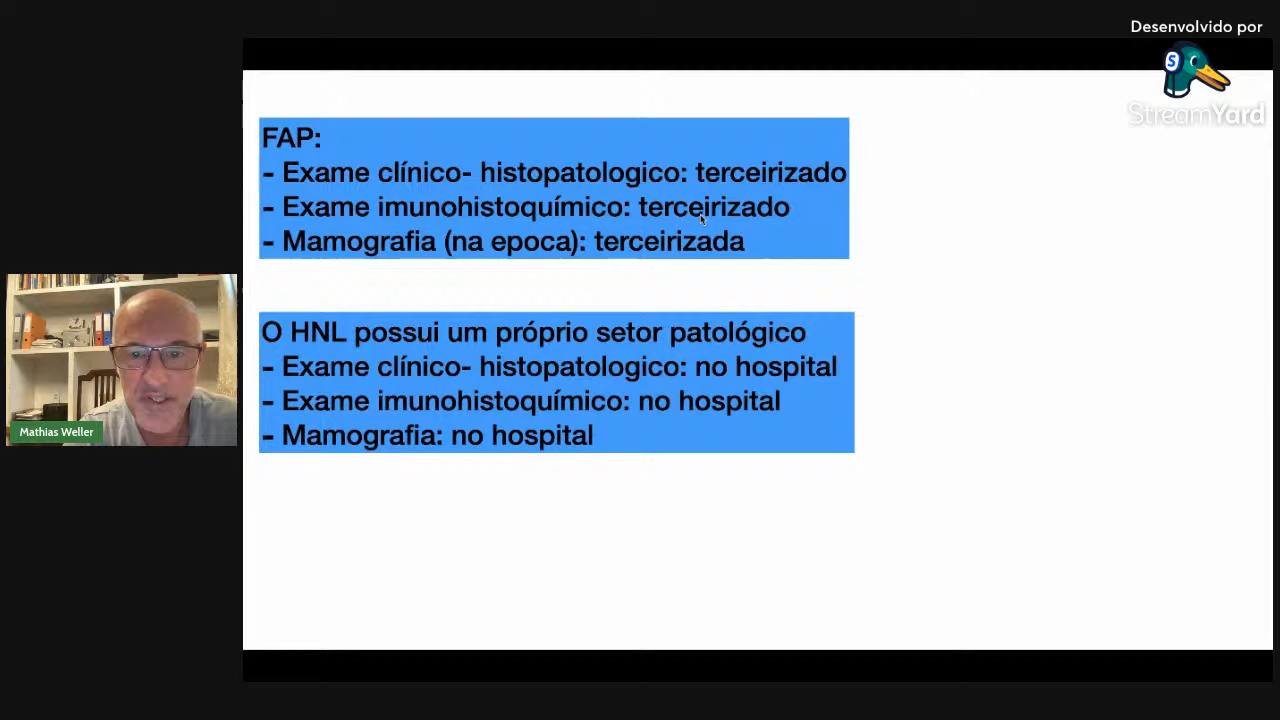 Desenvolvido por
StreamYard
FAP:
- Exame clínico- histopatologico: terceirizado
- Exame imunohistoquímico: terceirizado
- Mamografia (na epoca): terceirizada
O HNL possui um próprio setor patológico
- Exame clínico- histopatologico: no hospital
- Exame imunohistoquímico: no hospital
- Mamografia: no hospital
Mathias Weller